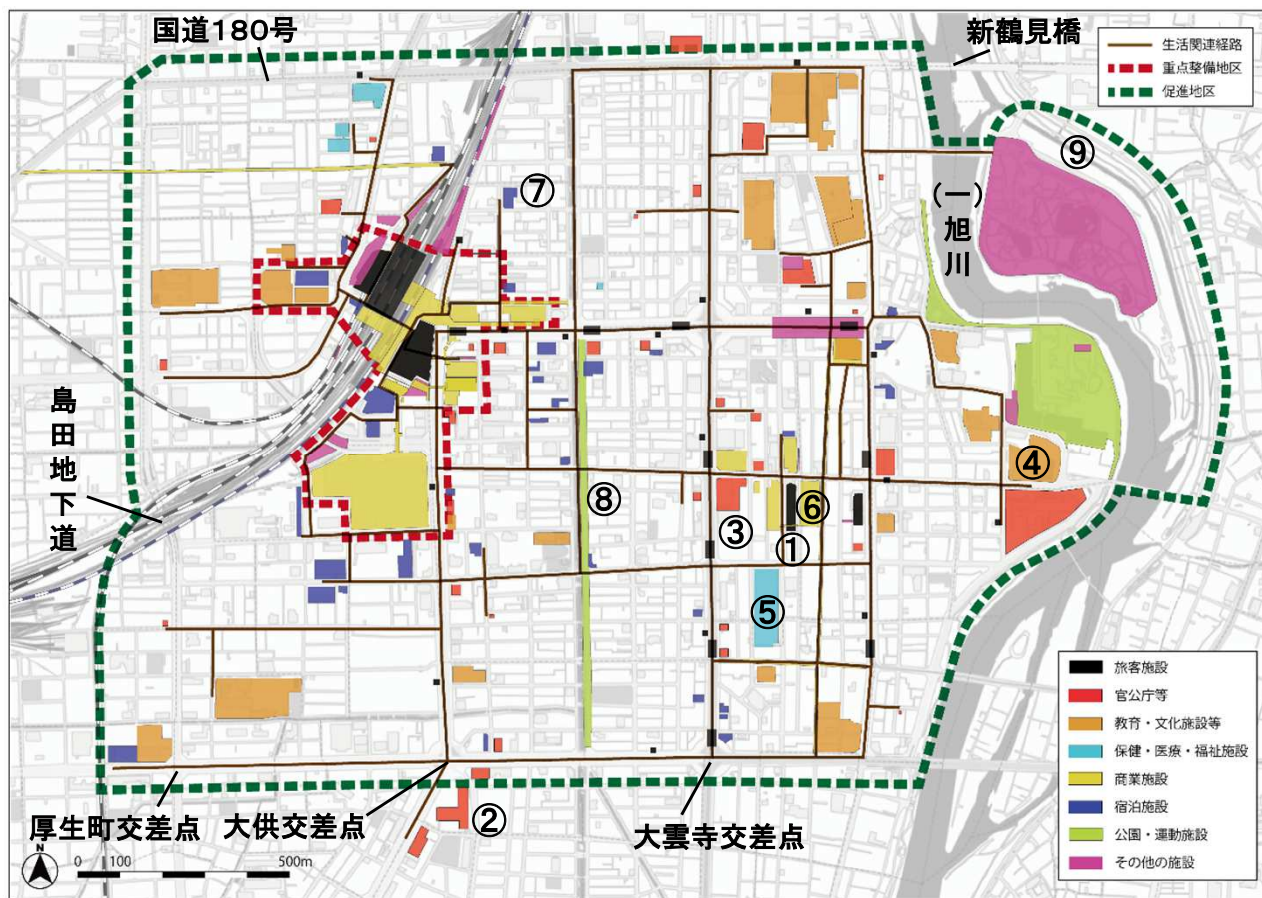 国道180号
新鶴見橋
生活関連経路
重点整備地区
促進地区
⑨
(一)旭川
⑦
島田地下道
④
⑧
③
⑥
①
⑤
旅客施設
官公庁等
教育・文化施設等
保健・医療・福祉施設
商業施設
宿泊施設
公園・運動施設
その他の施設
厚生町交差点
大供交差点
②
大雲寺交差点
N
0 100 500m